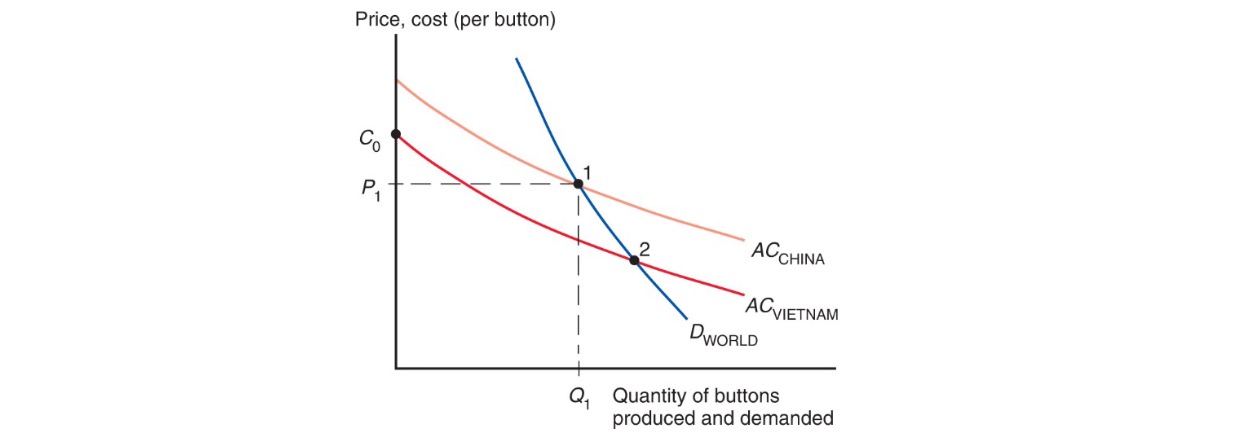 Price, cost (per button)
C0
P1
1
2
ACCHINA
ACVIETNAM
DWORLD
Q1
Quantity of buttons
produced and demanded